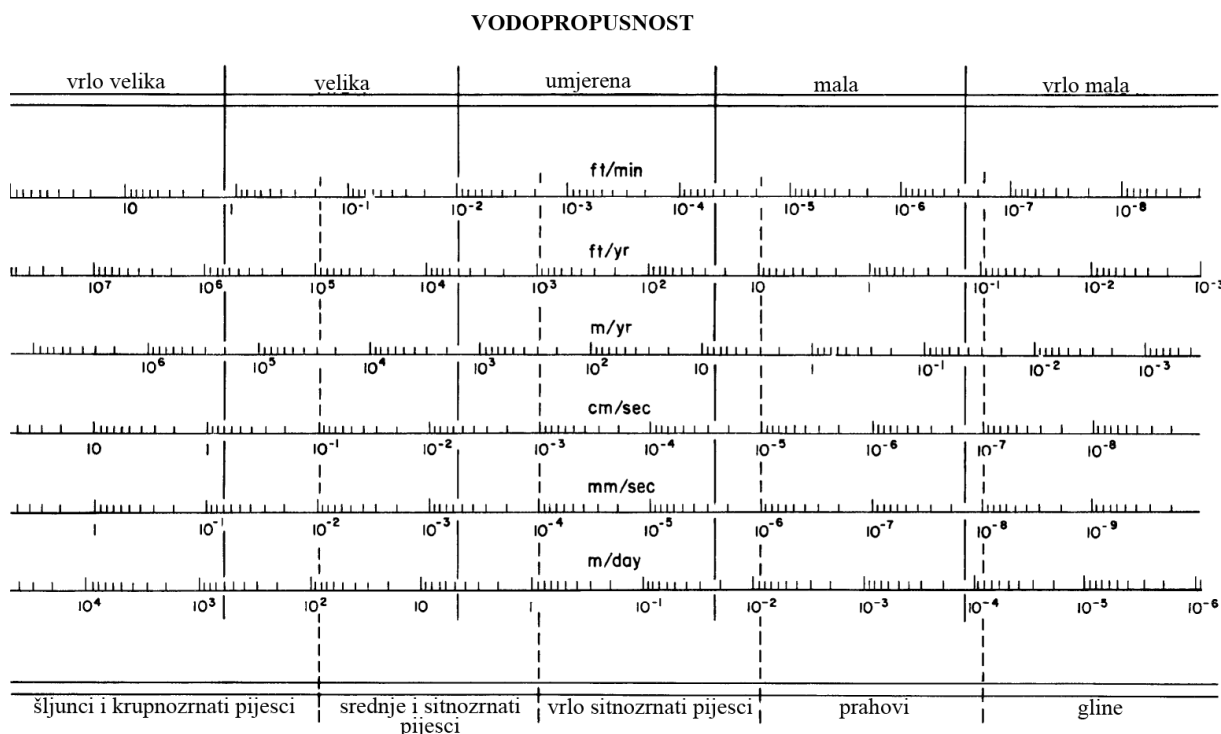 VODOPROPUSNOST
vrlo velika velika umjerena mala vrlo mala
ft/min
10 1 10⁻¹ 10⁻² 10⁻³ 10⁻⁴ 10⁻⁵ 10⁻⁶ 10⁻⁷ 10⁻⁸
ft/yr
10⁷ 10⁶ 10⁵ 10⁴ 10³ 10² 10 1 10⁻¹ 10⁻² 10⁻³
m/yr
10⁶ 10⁵ 10⁴ 10³ 10² 10 1 10⁻¹ 10⁻² 10⁻³
cm/sec
10 1 10⁻¹ 10⁻² 10⁻³ 10⁻⁴ 10⁻⁵ 10⁻⁶ 10⁻⁷ 10⁻⁸
mm/sec
1 10⁻¹ 10⁻² 10⁻³ 10⁻⁴ 10⁻⁵ 10⁻⁶ 10⁻⁷ 10⁻⁸ 10⁻⁹
m/day
10⁴ 10³ 10² 10 1 10⁻¹ 10⁻² 10⁻³ 10⁻⁴ 10⁻⁵ 10⁻⁶
šljunci i krupnozrnati pijesci srednje i sitnozrnati vrlo sitnozrnati pijesci prahovi gline
pijesci